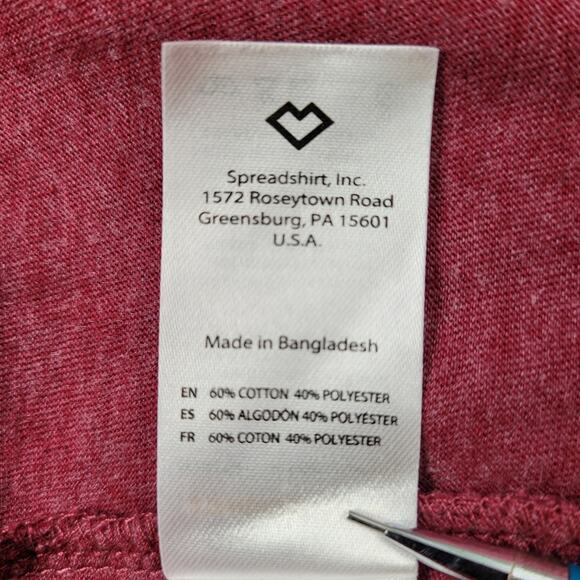 Spreadshirt, Inc.
1572 Roseytown Road
Greensburg, PA 15601
U.S.A.
Made in Bangladesh
EN 60% COTTON 40% POLYESTER
ES 60% ALGODÓN 40% POLYÉSTER
FR 60% COTON 40% POLYESTER